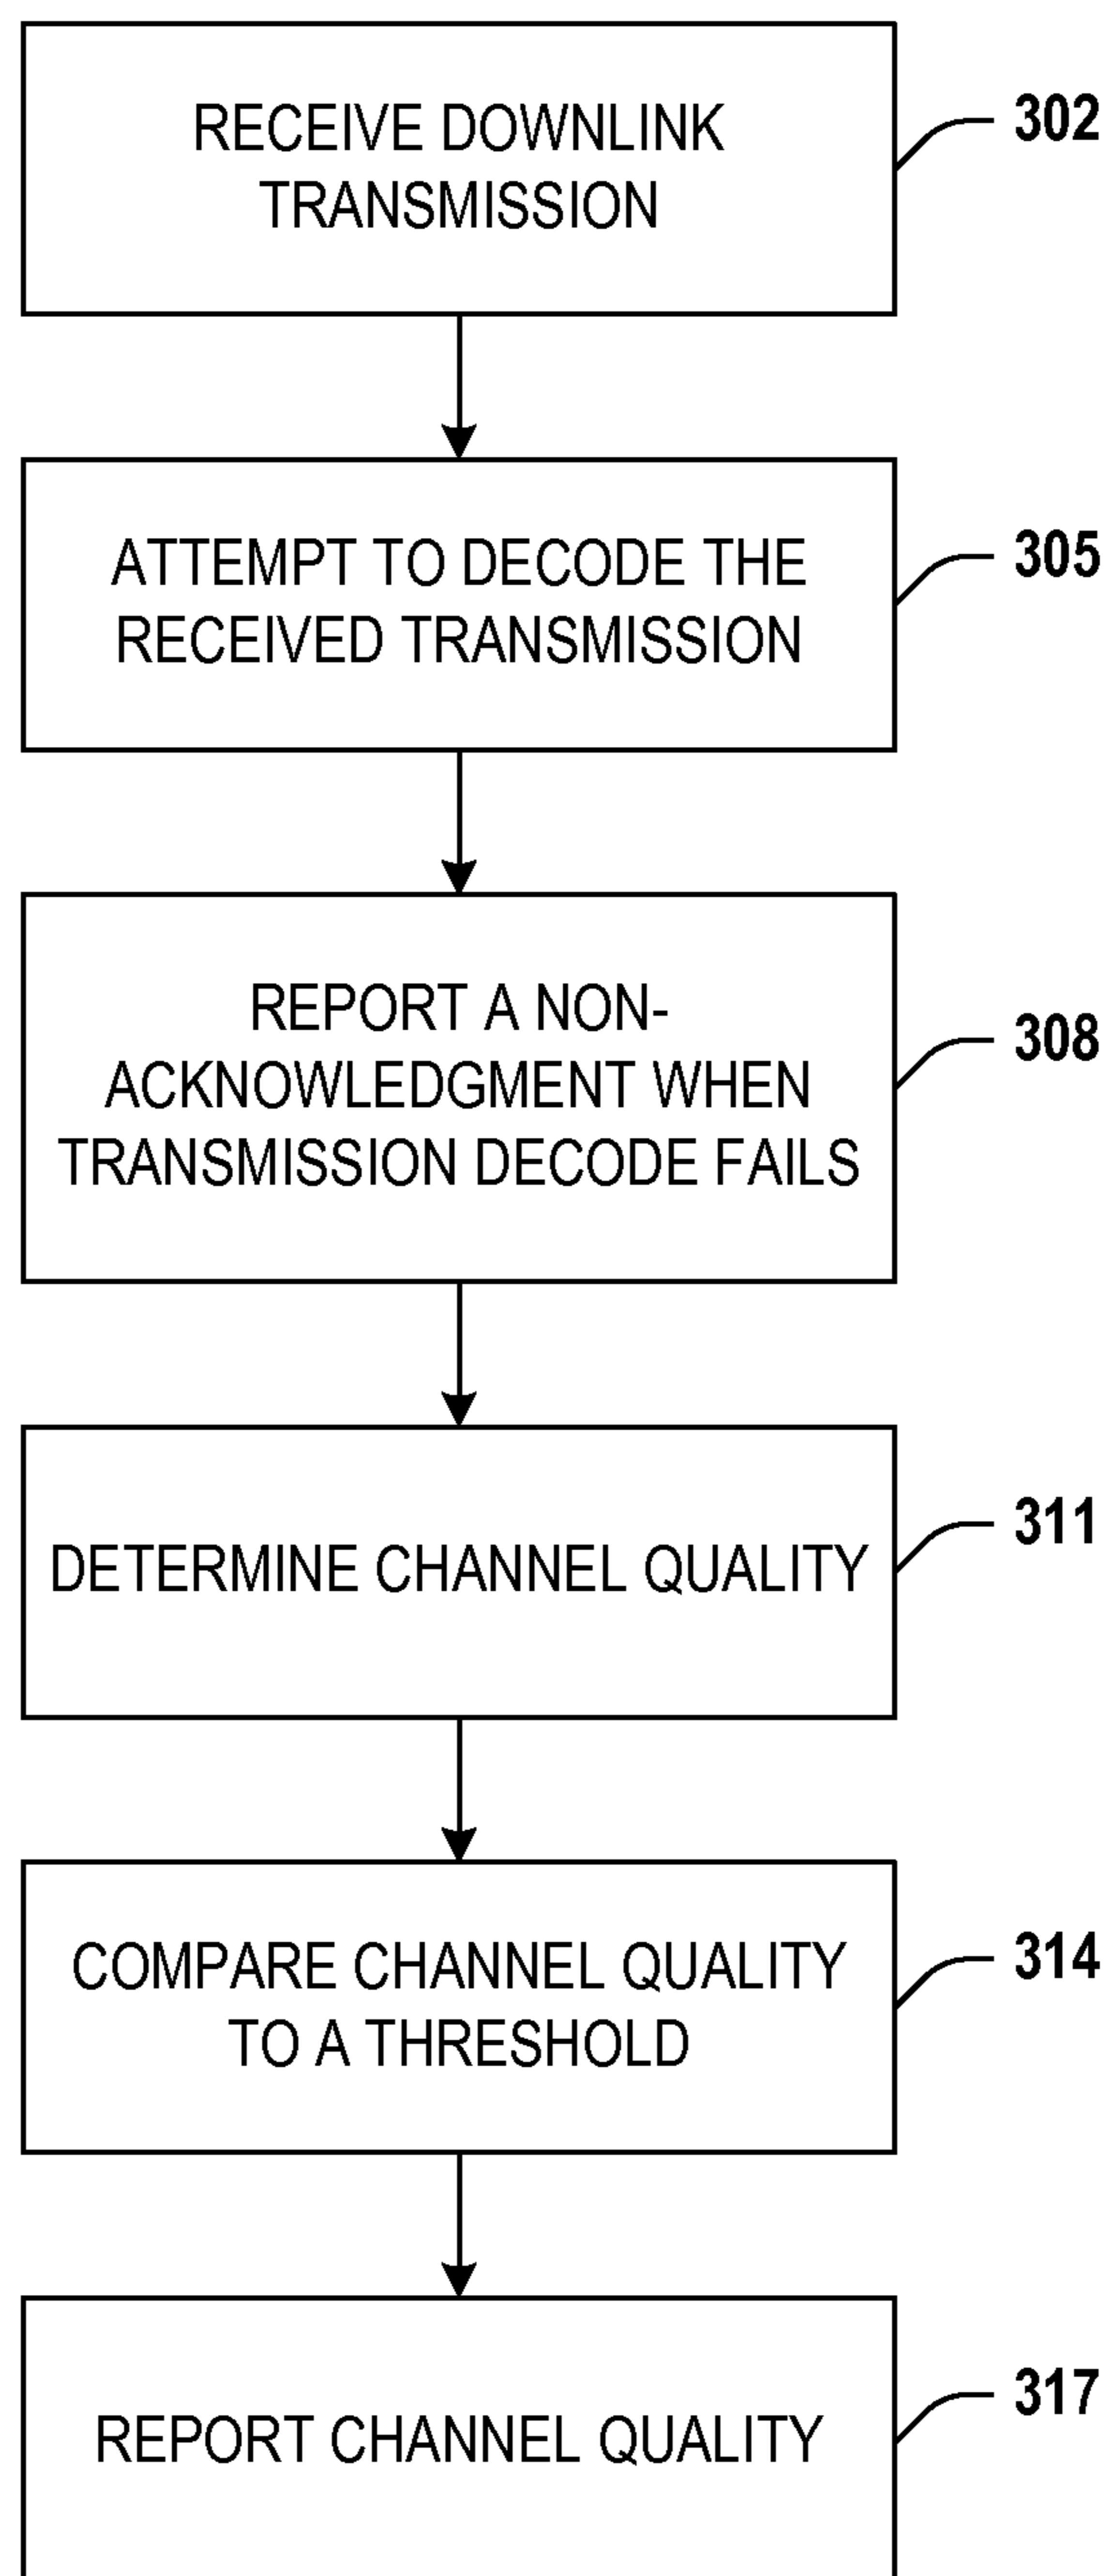 RECEIVE DOWNLINK
TRANSMISSION
302
ATTEMPT TO DECODE THE
RECEIVED TRANSMISSION
305
REPORT A NON-
ACKNOWLEDGMENT WHEN
TRANSMISSION DECODE FAILS
308
DETERMINE CHANNEL QUALITY
311
COMPARE CHANNEL QUALITY
TO A THRESHOLD
314
REPORT CHANNEL QUALITY
317